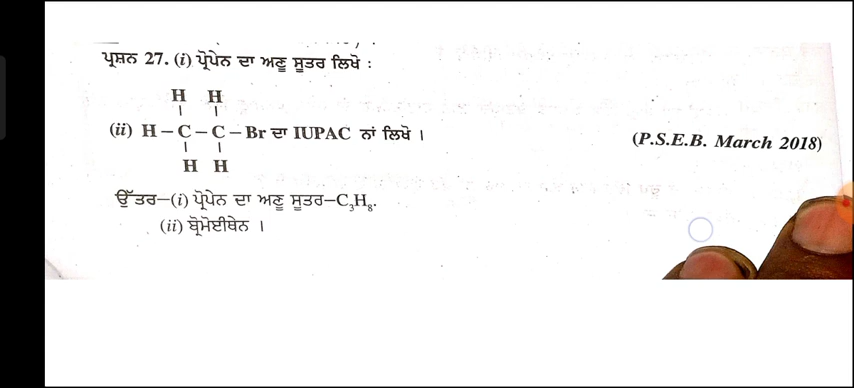 ਪ੍ਰਸ਼ਨ 27. (i) ਪ੍ਰੋਪੇਨ ਦਾ ਅਣੂ ਸੂਤਰ ਲਿਖੋ :
H H
| |
(ii) H – C – C – Br ਦਾ IUPAC ਨਾਂ ਲਿਖੋ ।
| |
H H
(P.S.E.B. March 2018)
ਉੱਤਰ–(i) ਪ੍ਰੋਪੇਨ ਦਾ ਅਣੂ ਸੂਤਰ–C₃H₈.
(ii) ਬ੍ਰੋਮੋਈਥੇਨ ।